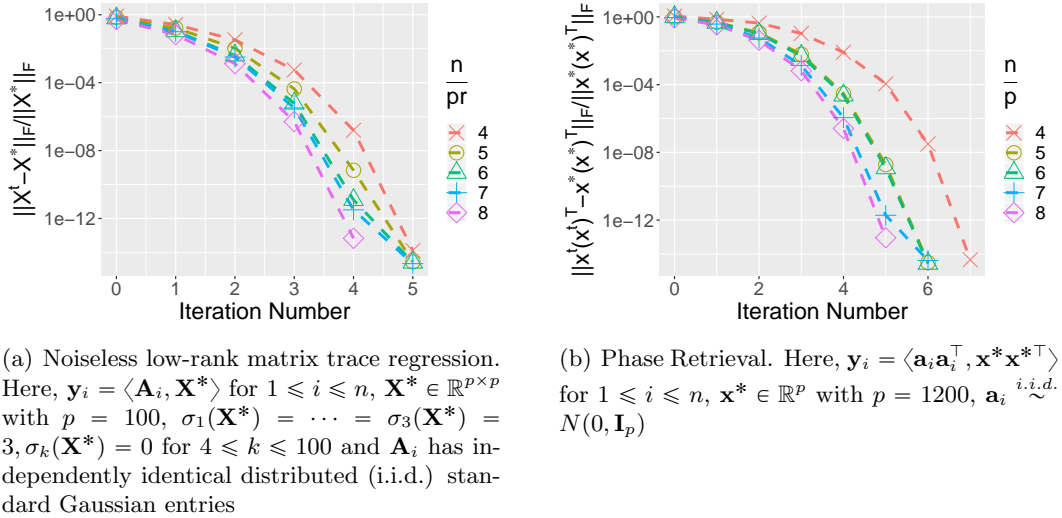 ||X^t−X^*||_F/||X^*||_F
1e+00
1e−04
1e−08
1e−12
0 1 2 3 4 5
Iteration Number
n
pr
4
5
6
7
8
||x^t(x^t)^⊤−x^*(x^*)^⊤||_F/||x^*(x^*)^⊤||_F
1e+00
1e−04
1e−08
1e−12
0 2 4 6
Iteration Number
n
p
4
5
6
7
8
(a) Noiseless low-rank matrix trace regression.
Here, y_i = ⟨A_i, X*⟩ for 1 ⩽ i ⩽ n, X* ∈ ℝ^{p×p}
with p = 100, σ_1(X*) = ⋯ = σ_3(X*) =
3, σ_k(X*) = 0 for 4 ⩽ k ⩽ 100 and A_i has in-
dependently identical distributed (i.i.d.) stan-
dard Gaussian entries
(b) Phase Retrieval. Here, y_i = ⟨a_i a_i^⊤, x* x*^⊤⟩
for 1 ⩽ i ⩽ n, x* ∈ ℝ^p with p = 1200, a_i i.i.d. ∼
N(0, I_p)